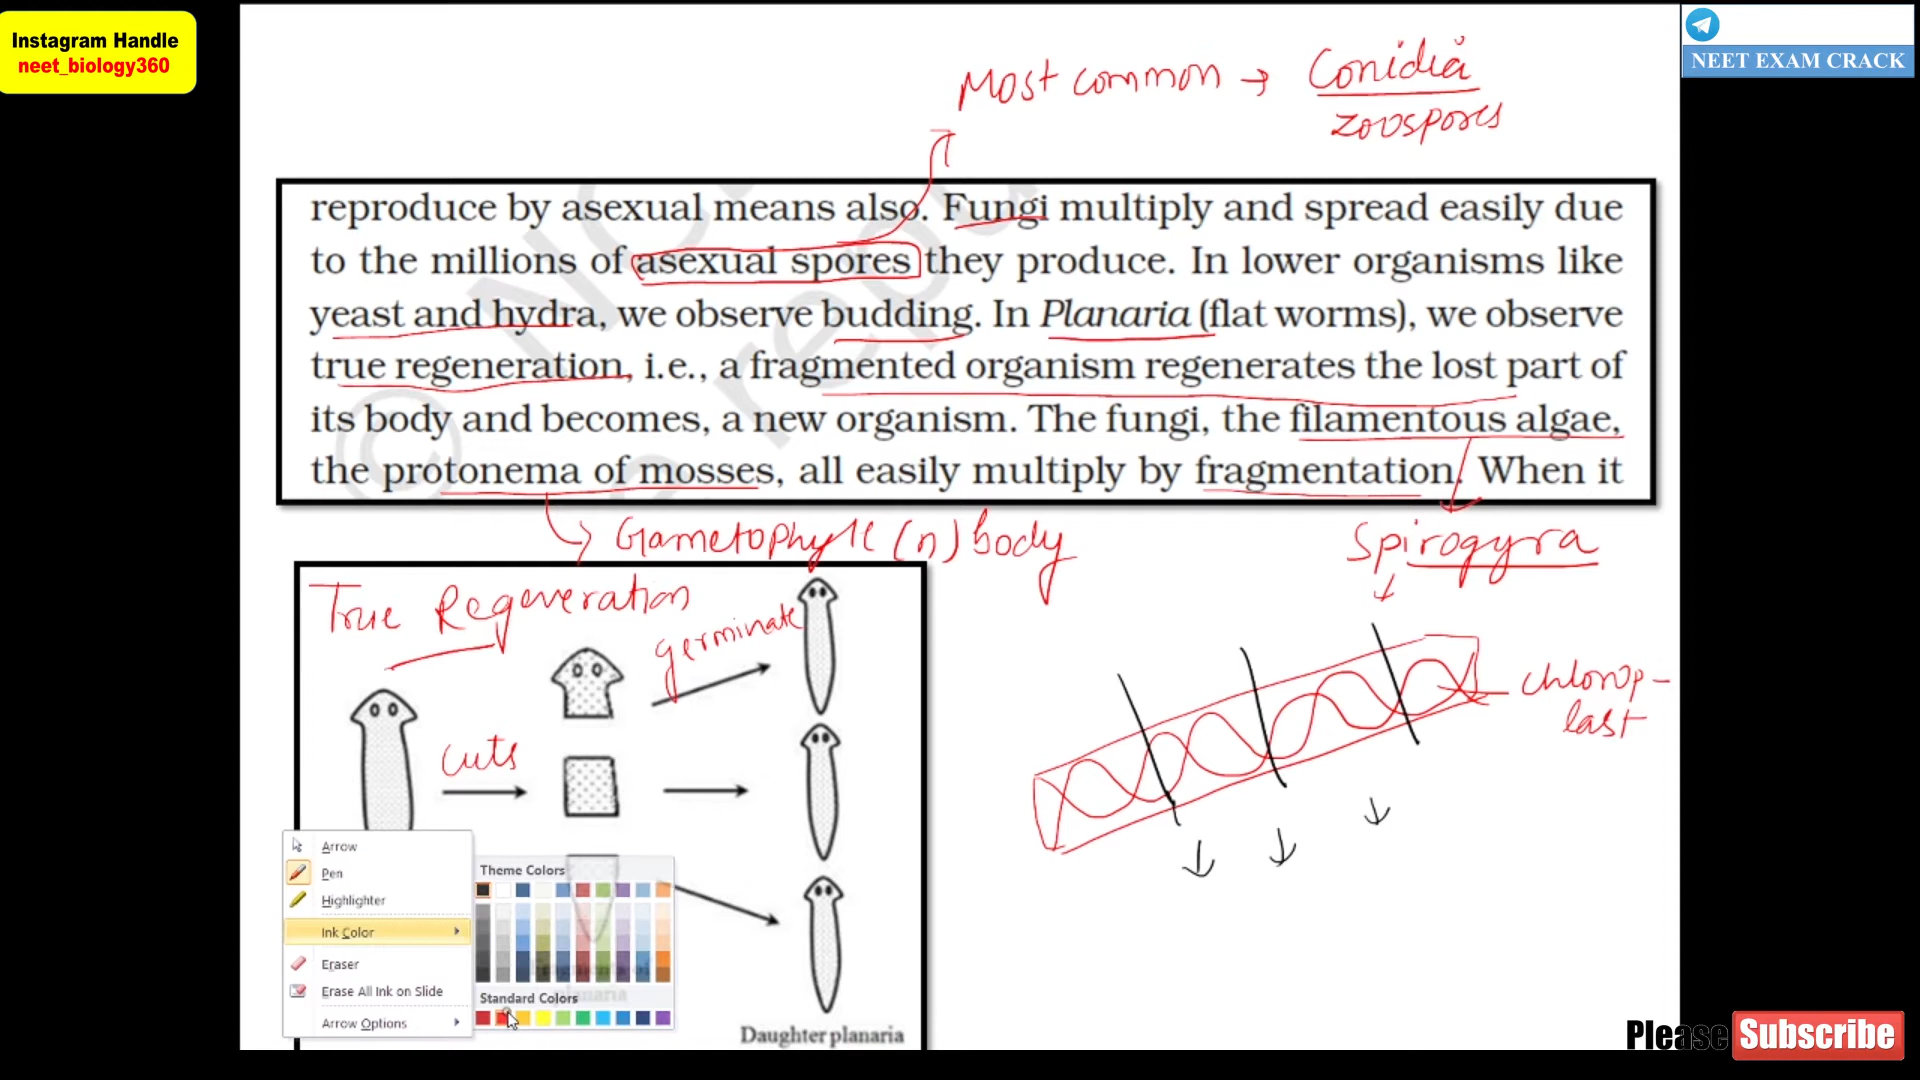 Instagram Handle
neet_biology360
NEET EXAM CRACK
Most common → Conidia
zoospores
reproduce by asexual means also. Fungi multiply and spread easily due
to the millions of asexual spores they produce. In lower organisms like
yeast and hydra, we observe budding. In Planaria (flat worms), we observe
true regeneration, i.e., a fragmented organism regenerates the lost part of
its body and becomes, a new organism. The fungi, the filamentous algae,
the protonema of mosses, all easily multiply by fragmentation. When it
Gametophyte (n) body
Spirogyra
True Regeneration
germinate
cuts
chlorop-
last
Arrow
Pen
Highlighter
Ink Color
Eraser
Erase All Ink on Slide
Arrow Options
Theme Colors
Standard Colors
Daughter planaria
Please Subscribe